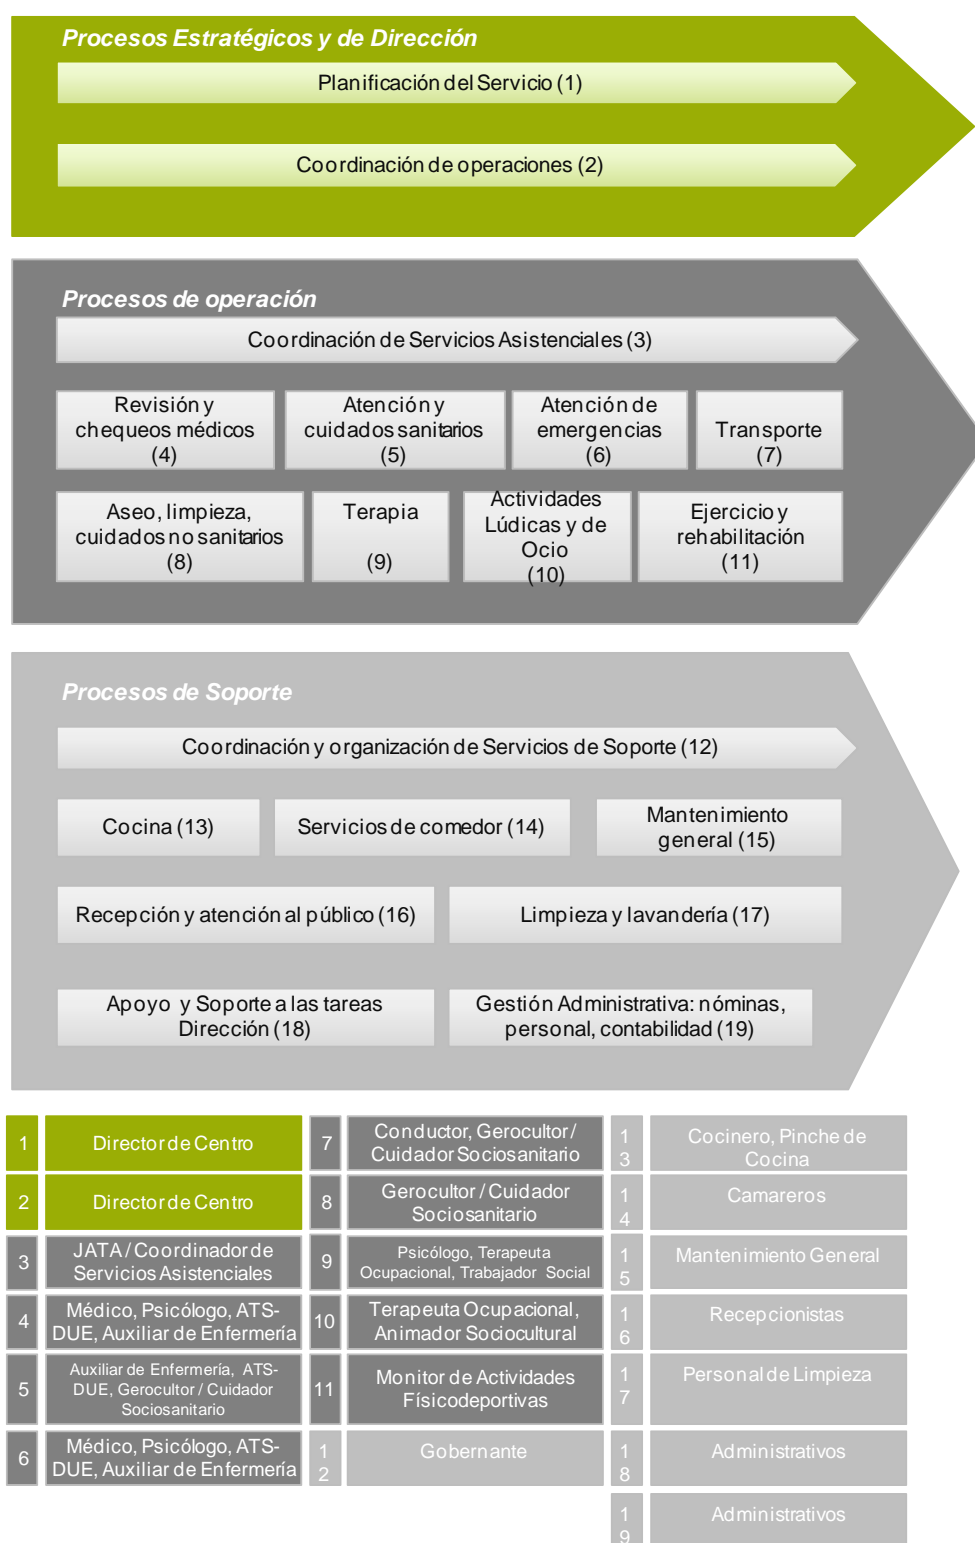 Procesos Estratégicos y de Dirección
Planificación del Servicio (1)
Coordinación de operaciones (2)
Procesos de operación
Coordinación de Servicios Asistenciales (3)
Revisión y
chequeos médicos
(4)
Atención y
cuidados sanitarios
(5)
Atención de
emergencias
(6)
Transporte
(7)
Aseo, limpieza,
cuidados no sanitarios
(8)
Terapia
(9)
Actividades
Lúdicas y de
Ocio
(10)
Ejercicio y
rehabilitación
(11)
Procesos de Soporte
Coordinación y organización de Servicios de Soporte (12)
Cocina (13)
Servicios de comedor (14)
Mantenimiento
general (15)
Recepción y atención al público (16)
Limpieza y lavandería (17)
Apoyo y Soporte a las tareas
Dirección (18)
Gestión Administrativa: nóminas,
personal, contabilidad (19)
1
Director de Centro
2
Director de Centro
3
JATA / Coordinador de
Servicios Asistenciales
4
Médico, Psicólogo, ATS-
DUE, Auxiliar de Enfermería
5
Auxiliar de Enfermería, ATS-
DUE, Gerocultor / Cuidador
Sociosanitario
6
Médico, Psicólogo, ATS-
DUE, Auxiliar de Enfermería
7
Conductor, Gerocultor /
Cuidador Sociosanitario
8
Gerocultor / Cuidador
Sociosanitario
9
Psicólogo, Terapeuta
Ocupacional, Trabajador Social
10
Terapeuta Ocupacional,
Animador Sociocultural
11
Monitor de Actividades
Físicodeportivas
1
2
Gobernante
1
3
Cocinero, Pinche de
Cocina
1
4
Camareros
1
5
Mantenimiento General
1
6
Recepcionistas
1
7
Personal de Limpieza
1
8
Administrativos
1
9
Administrativos